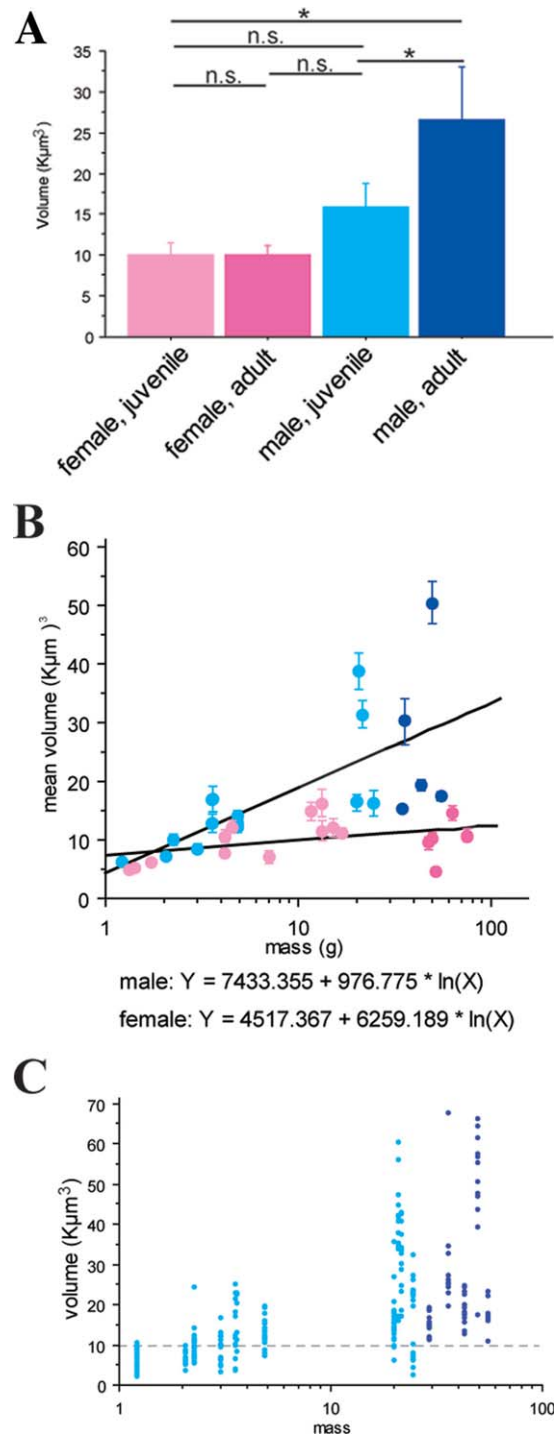 A
*
n.s.
n.s.
n.s.
*
35
30
25
20
15
10
5
0
Volume (Kµm³)
female, juvenile
female, adult
male, juvenile
male, adult
B
60
50
40
30
20
10
0
mean volume (Kµm )³
1
10
100
mass (g)
male: Y = 7433.355 + 976.775 * ln(X)
female: Y = 4517.367 + 6259.189 * ln(X)
C
70
60
50
40
30
20
10
0
volume (Kµm³)
1
10
100
mass